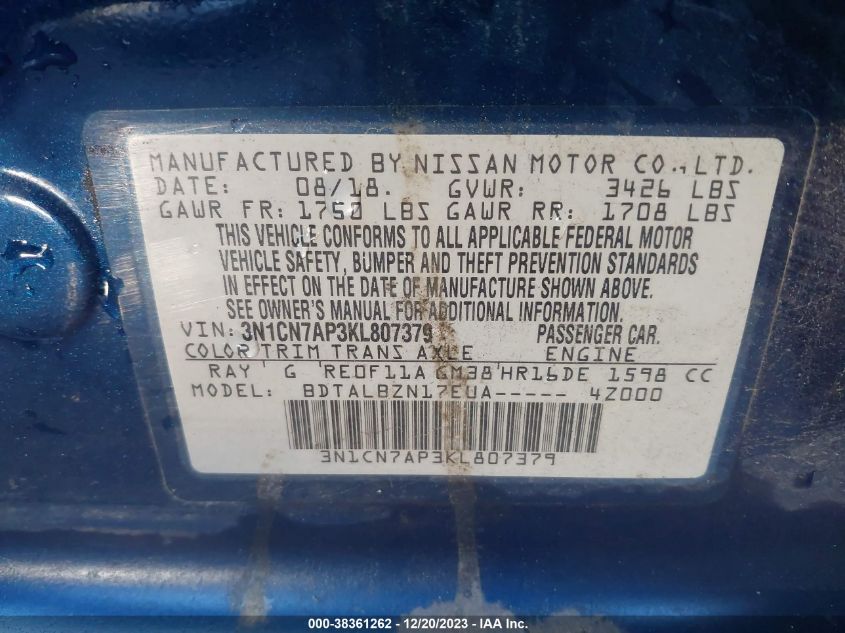 MANUFACTURED BY NISSAN MOTOR CO., LTD.
DATE: 08/18. GVWR: 3426 LBS
GAWR FR: 1750 LBS GAWR RR: 1708 LBS
THIS VEHICLE CONFORMS TO ALL APPLICABLE FEDERAL MOTOR
VEHICLE SAFETY, BUMPER AND THEFT PREVENTION STANDARDS
IN EFFECT ON THE DATE OF MANUFACTURE SHOWN ABOVE.
SEE OWNER'S MANUAL FOR ADDITIONAL INFORMATION.
VIN: 3N1CN7AP3KL807379 PASSENGER CAR.
COLOR TRIM TRANS AXLE ENGINE
RAY G RE0F11A GM38 HR16DE 1598 CC
MODEL: BDTALBZN17EUA----- 4Z000
3N1CN7AP3KL807379
000-38361262 - 12/20/2023 - IAA Inc.